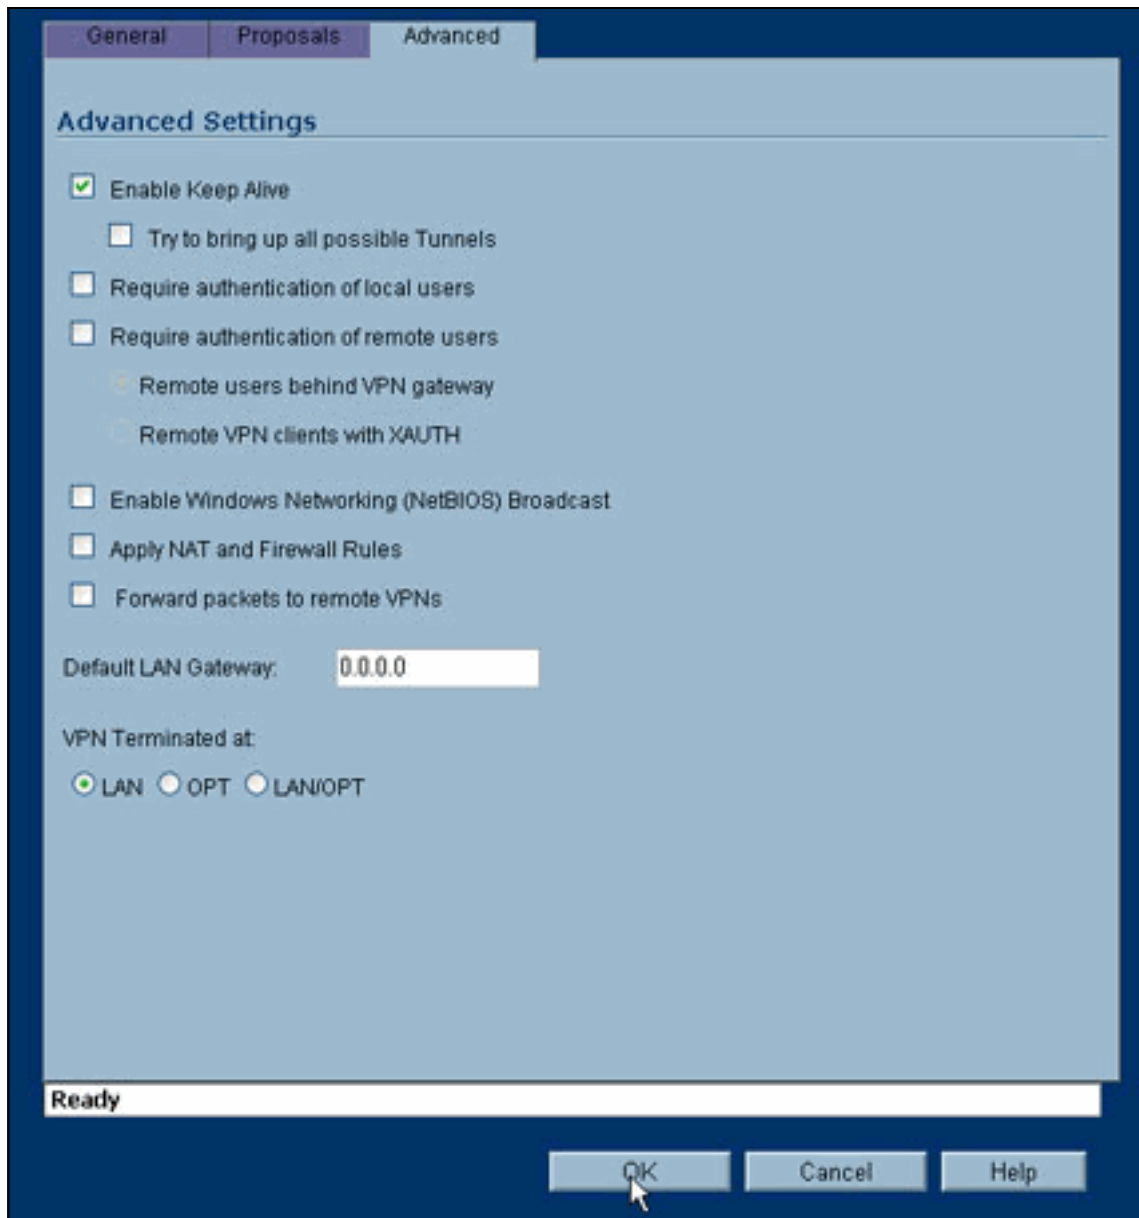 General Proposals Advanced
Advanced Settings
Enable Keep Alive
Try to bring up all possible Tunnels
Require authentication of local users
Require authentication of remote users
Remote users behind VPN gateway
Remote VPN clients with XAUTH
Enable Windows Networking (NetBIOS) Broadcast
Apply NAT and Firewall Rules
Forward packets to remote VPNs
Default LAN Gateway: 0.0.0.0
VPN Terminated at:
LAN OPT LAN/OPT
Ready
OK Cancel Help